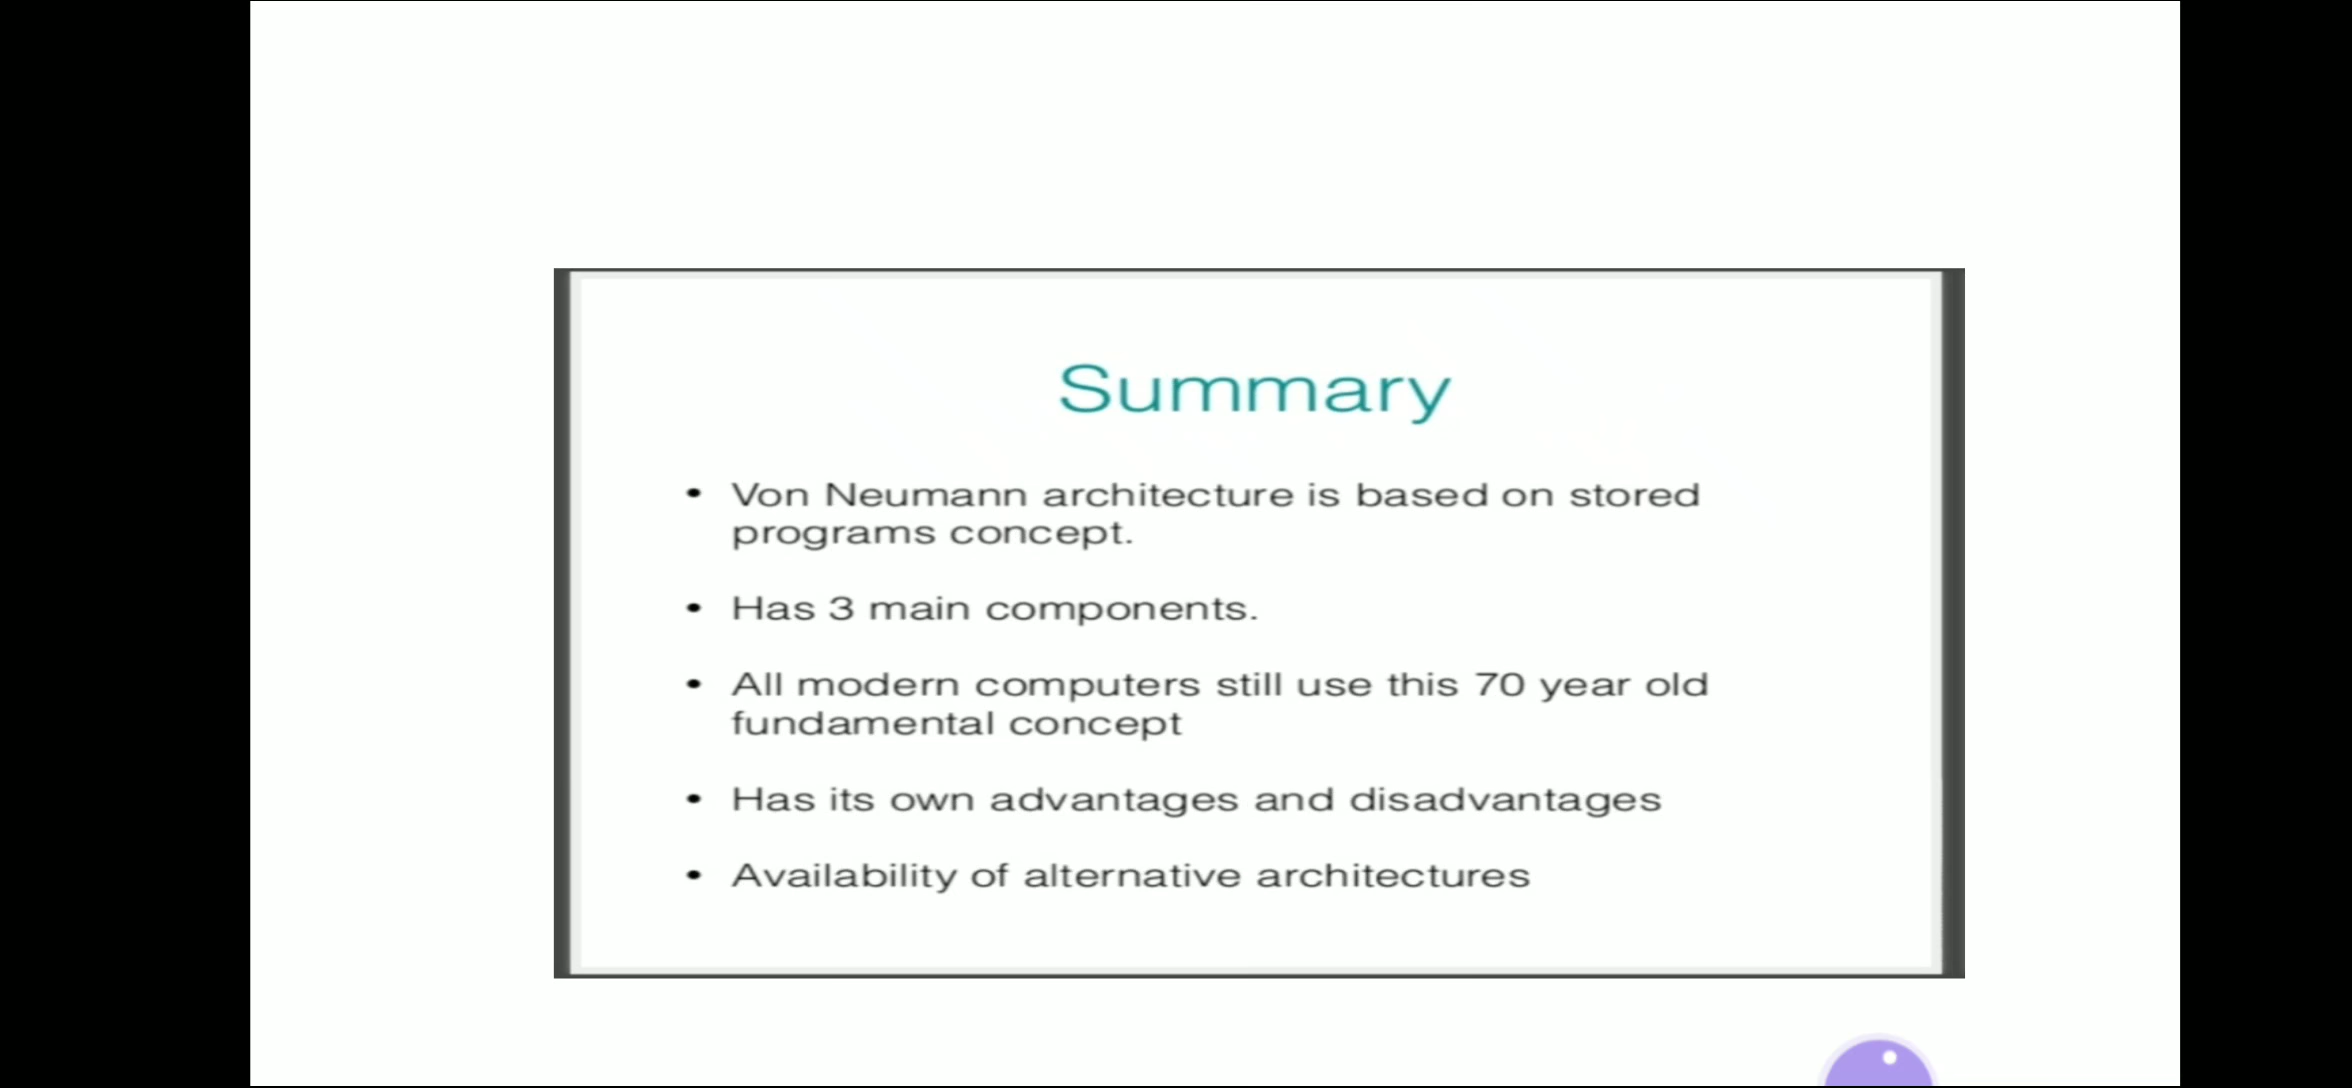 Summary
• Von Neumann architecture is based on stored
programs concept.
• Has 3 main components.
• All modern computers still use this 70 year old
fundamental concept
• Has its own advantages and disadvantages
• Availability of alternative architectures